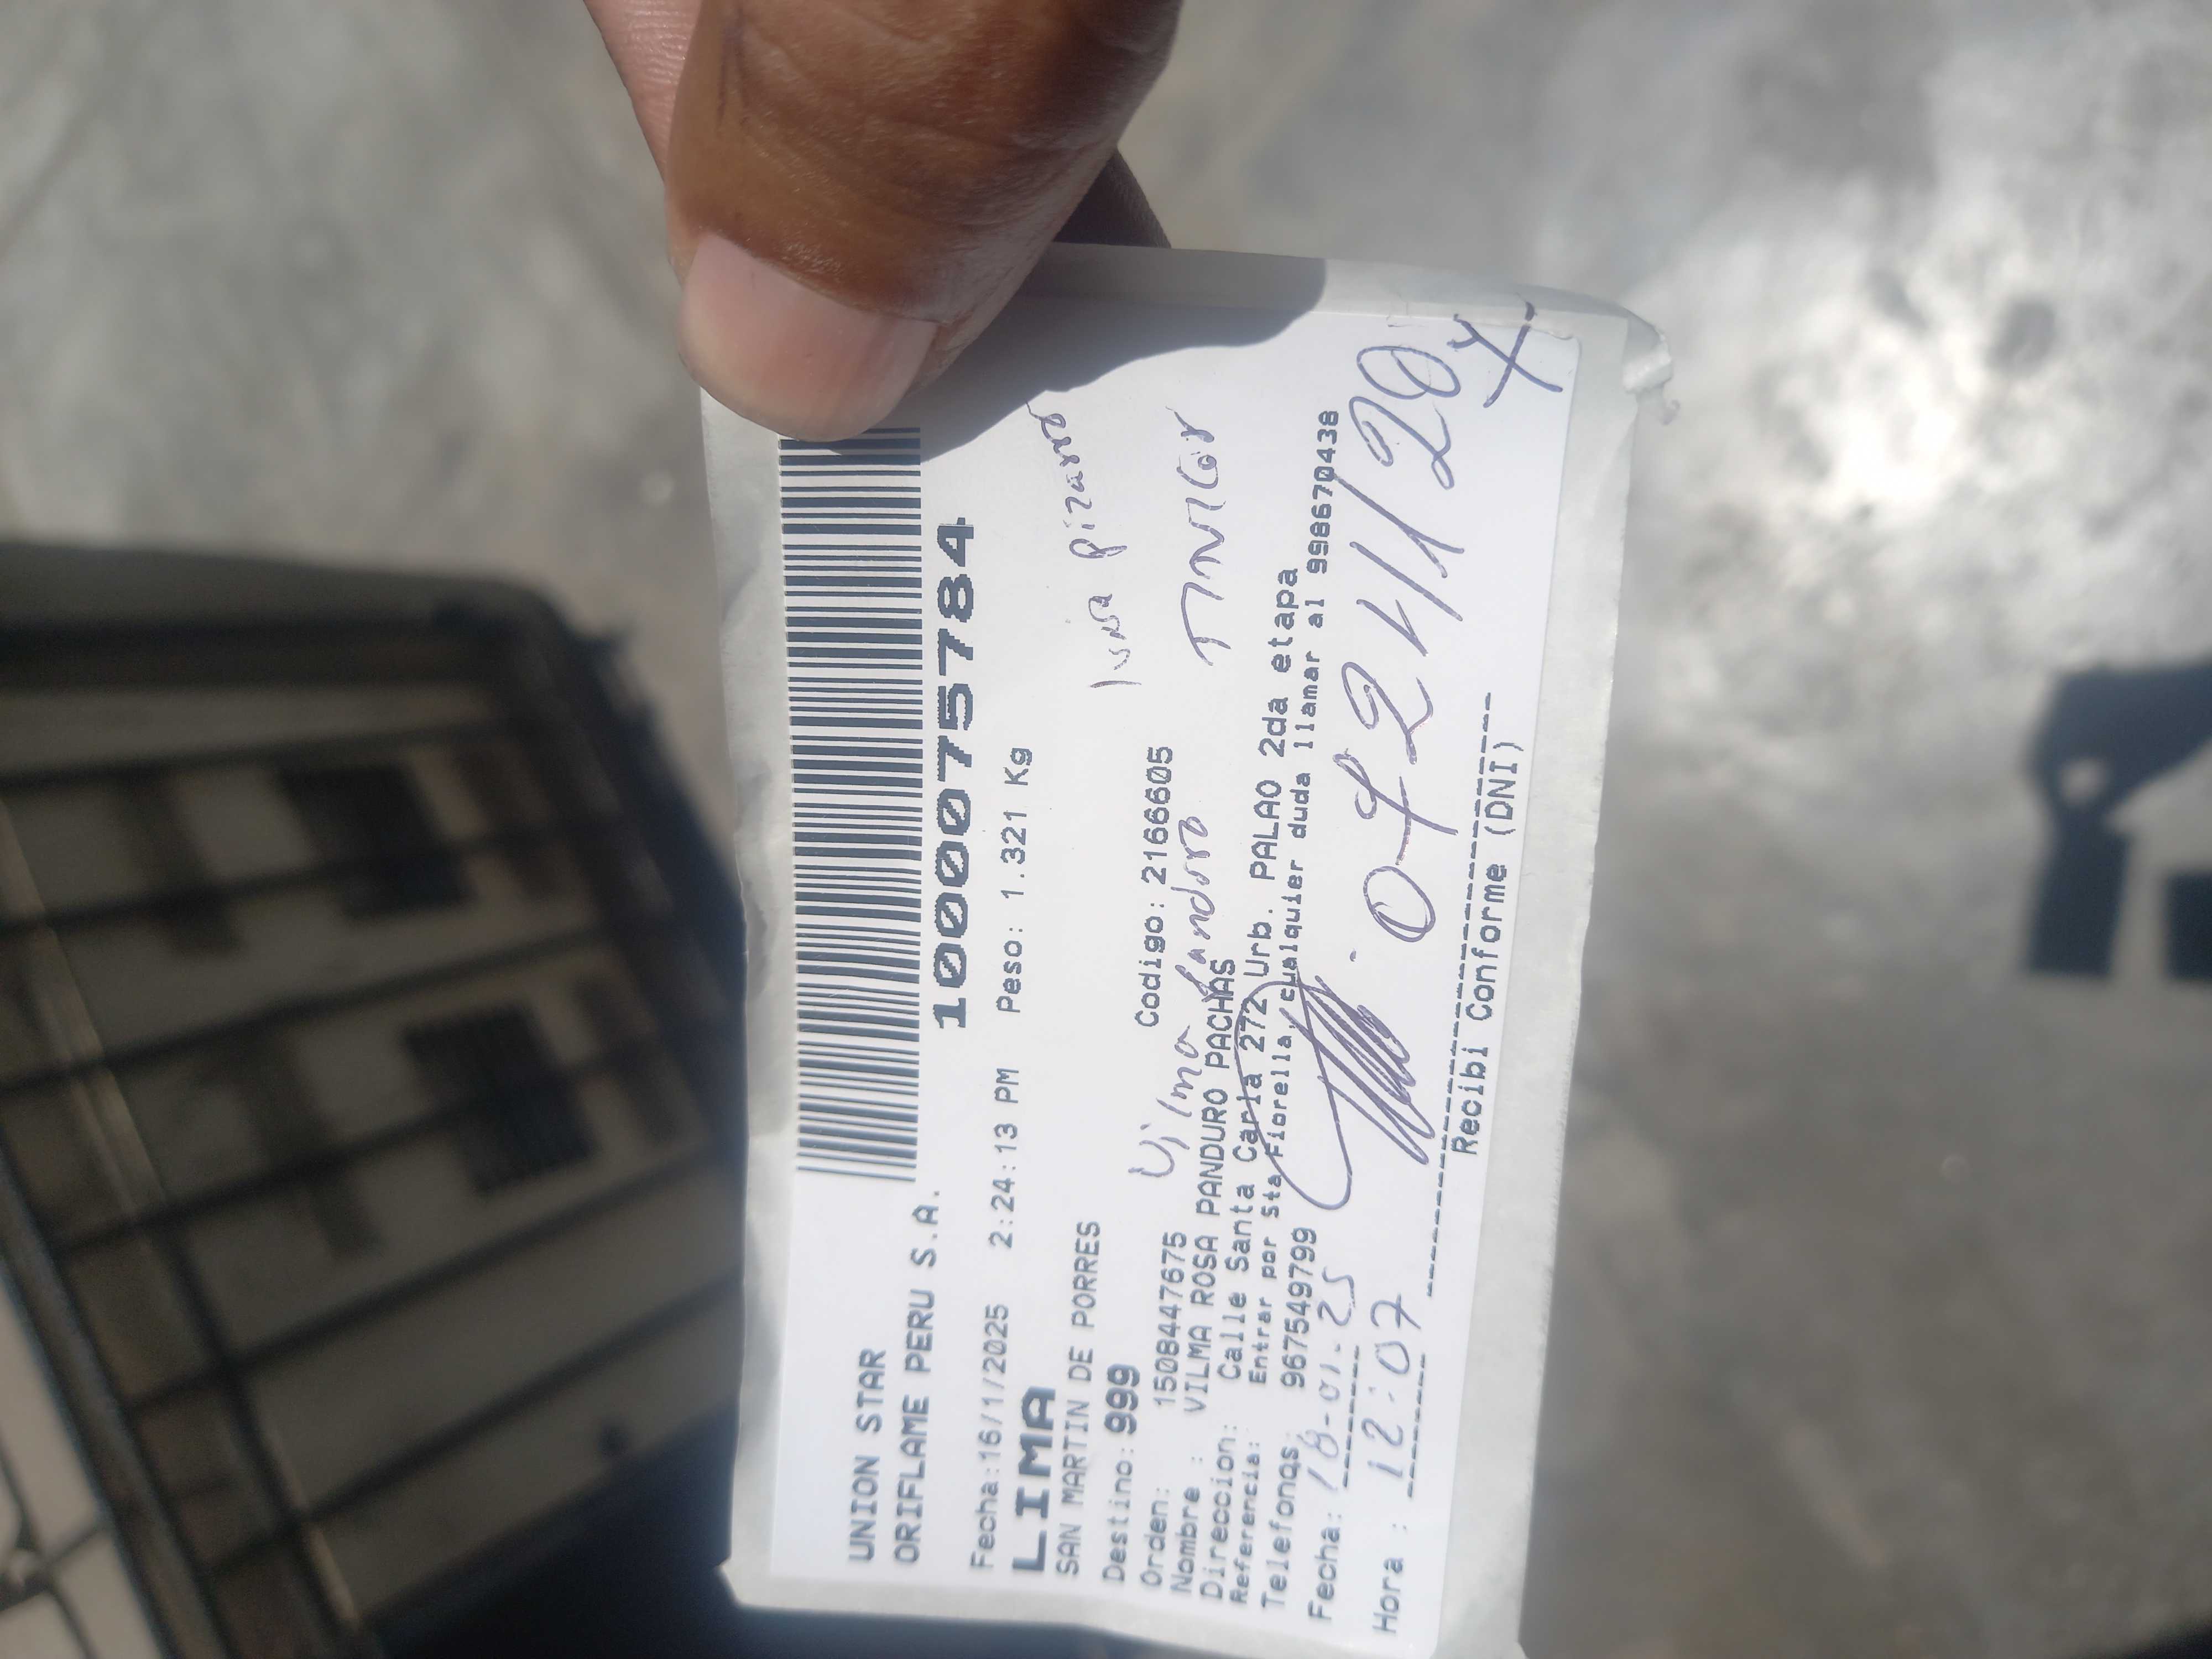 UNION STAR
ORIFLAME PERU S.A.
1000075784
Fecha:16/1/2025 2:24:13 PM Peso: 1.321 Kg
LIMA
SAN MARTIN DE PORRES
Destino: 999
Orden: 1508447675 Codigo: 2166605
Vilma
Nombre : VILMA ROSA PANDURO PACHAS
Direccion: Calle Santa Carla 272 Urb. PALAO 2da etapa
Referencia: Entrar por sta Fiorella, cualquier duda llamar al 998670438
Telefonos: 967549799
Fecha: 18-01-25
Hora : 12:07
Recibi Conforme (DNI)